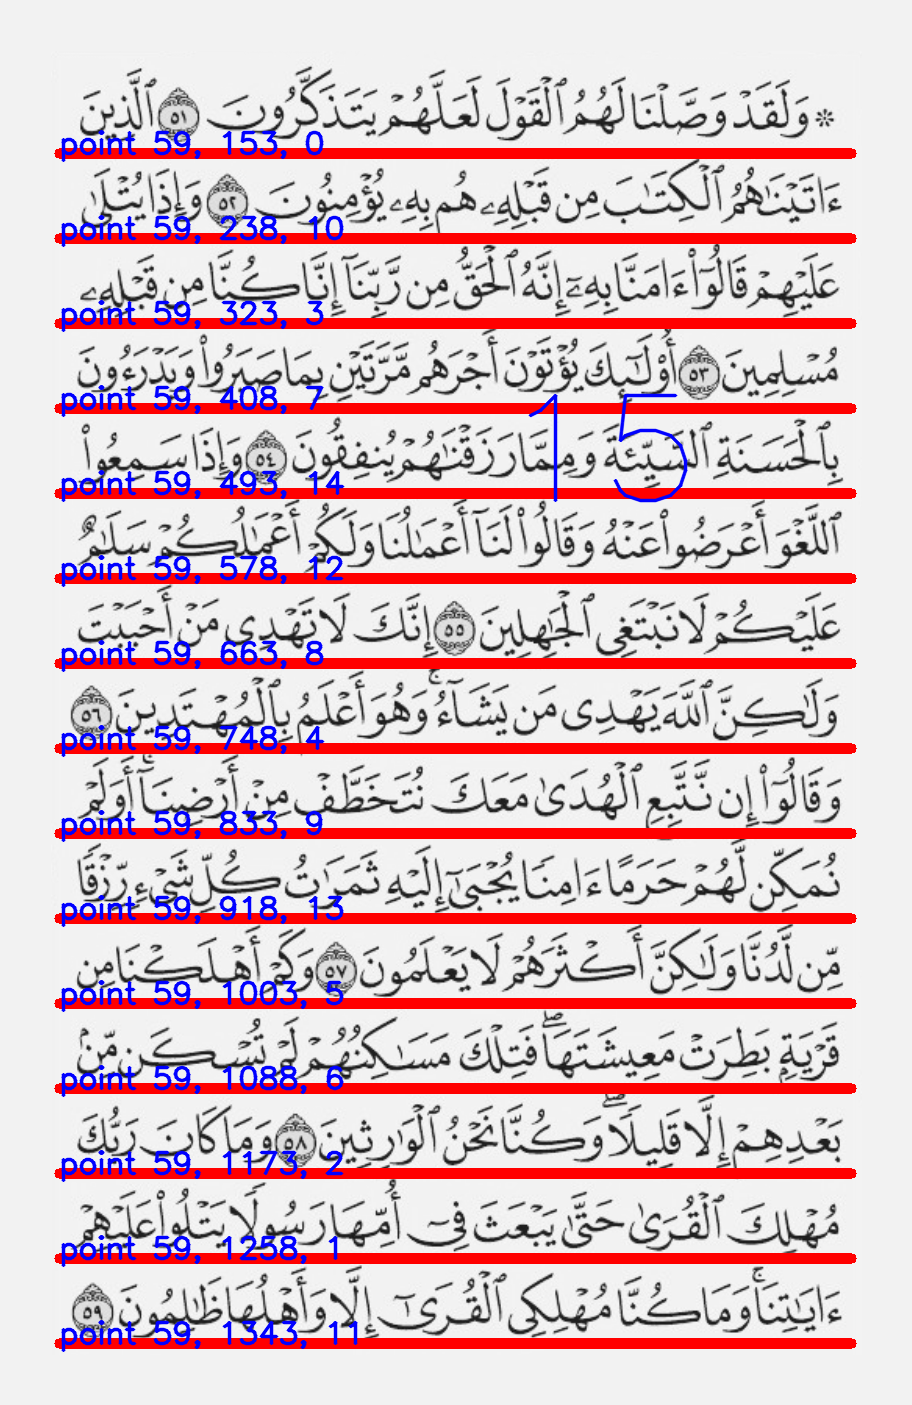 ۞ وَلَقَدْ وَصَّلْنَا لَهُمُ ٱلْقَوْلَ لَعَلَّهُمْ يَتَذَكَّرُونَ ٥١ ٱلَّذِينَ
point 59, 153, 0
ءَاتَيْنَٰهُمُ ٱلْكِتَٰبَ مِن قَبْلِهِۦ هُم بِهِۦ يُؤْمِنُونَ ٥٢ وَإِذَا يُتْلَىٰ
point 59, 238, 10
عَلَيْهِمْ قَالُوٓا۟ ءَامَنَّا بِهِۦٓ إِنَّهُ ٱلْحَقُّ مِن رَّبِّنَآ إِنَّا كُنَّا مِن قَبْلِهِۦ
point 59, 323, 3
مُسْلِمِينَ ٥٣ أُو۟لَٰٓئِكَ يُؤْتَوْنَ أَجْرَهُم مَّرَّتَيْنِ بِمَا صَبَرُوا۟ وَيَدْرَءُونَ
point 59, 408, 7
15
بِٱلْحَسَنَةِ ٱلسَّيِّئَةَ وَمِمَّا رَزَقْنَٰهُمْ يُنفِقُونَ ٥٤ وَإِذَا سَمِعُوا۟
point 59, 493, 14
ٱللَّغْوَ أَعْرَضُوا۟ عَنْهُ وَقَالُوا۟ لَنَآ أَعْمَٰلُنَا وَلَكُمْ أَعْمَٰلُكُمْ سَلَٰمٌ
point 59, 578, 12
عَلَيْكُمْ لَا نَبْتَغِى ٱلْجَٰهِلِينَ ٥٥ إِنَّكَ لَا تَهْدِى مَنْ أَحْبَبْتَ
point 59, 663, 8
وَلَٰكِنَّ ٱللَّهَ يَهْدِى مَن يَشَآءُ ۚ وَهُوَ أَعْلَمُ بِٱلْمُهْتَدِينَ ٥٦
point 59, 748, 4
وَقَالُوٓا۟ إِن نَّتَّبِعِ ٱلْهُدَىٰ مَعَكَ نُتَخَطَّفْ مِنْ أَرْضِنَآ ۚ أَوَلَمْ
point 59, 833, 9
نُمَكِّن لَّهُمْ حَرَمًا ءَامِنًا يُجْبَىٰٓ إِلَيْهِ ثَمَرَٰتُ كُلِّ شَىْءٍ رِّزْقًا
point 59, 918, 13
مِّن لَّدُنَّا وَلَٰكِنَّ أَكْثَرَهُمْ لَا يَعْلَمُونَ ٥٧ وَكَمْ أَهْلَكْنَا مِن
point 59, 1003, 5
قَرْيَةٍۭ بَطِرَتْ مَعِيشَتَهَا ۖ فَتِلْكَ مَسَٰكِنُهُمْ لَمْ تُسْكَن مِّنۢ
point 59, 1088, 6
بَعْدِهِمْ إِلَّا قَلِيلًا ۖ وَكُنَّا نَحْنُ ٱلْوَٰرِثِينَ ٥٨ وَمَا كَانَ رَبُّكَ
point 59, 1173, 2
مُهْلِكَ ٱلْقُرَىٰ حَتَّىٰ يَبْعَثَ فِىٓ أُمِّهَا رَسُولًا يَتْلُوا۟ عَلَيْهِمْ
point 59, 1258, 1
ءَايَٰتِنَا ۚ وَمَا كُنَّا مُهْلِكِى ٱلْقُرَىٰٓ إِلَّا وَأَهْلُهَا ظَٰلِمُونَ ٥٩
point 59, 1343, 11